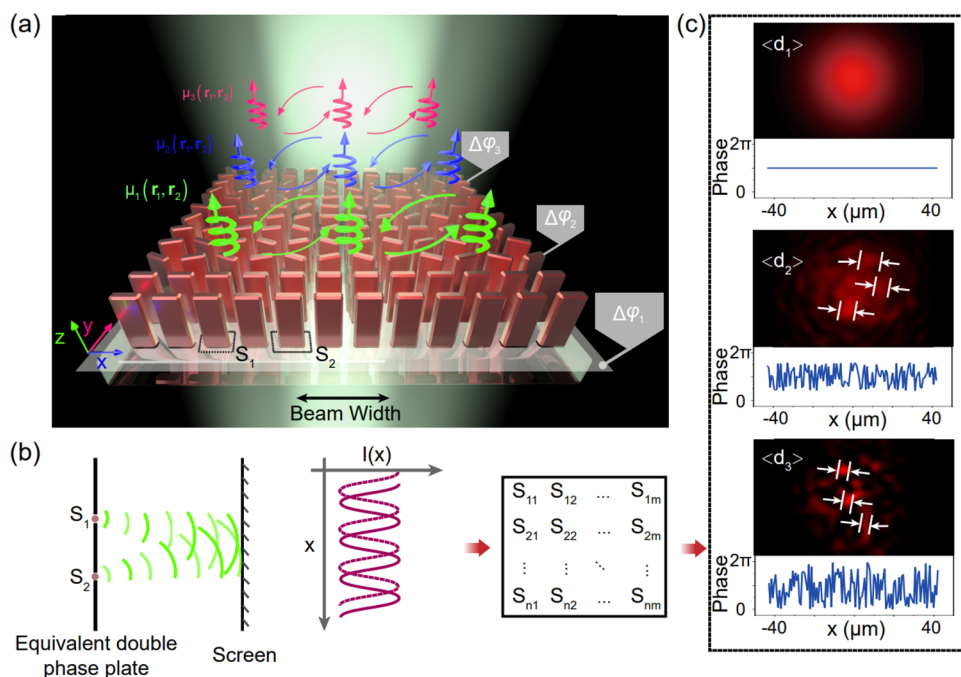 (a)
μ₃(r₁,r₂)
μ₂(r₁,r₂)
μ₁(r₁,r₂)
Δφ₃
Δφ₂
Δφ₁
z
y
x
S₁
S₂
Beam Width
(b)
S₁
S₂
Equivalent double
phase plate
Screen
I(x)
x
S₁₁ S₁₂ ... S₁ₘ
S₂₁ S₂₂ ... S₂ₘ
⋮ ⋮ ⋱ ⋮
Sₙ₁ Sₙ₂ ... Sₙₘ
(c)
<d₁>
Phase
2π
0
-40 40
x (μm)
<d₂>
Phase
2π
0
-40 40
x (μm)
<d₃>
Phase
2π
0
-40 40
x (μm)